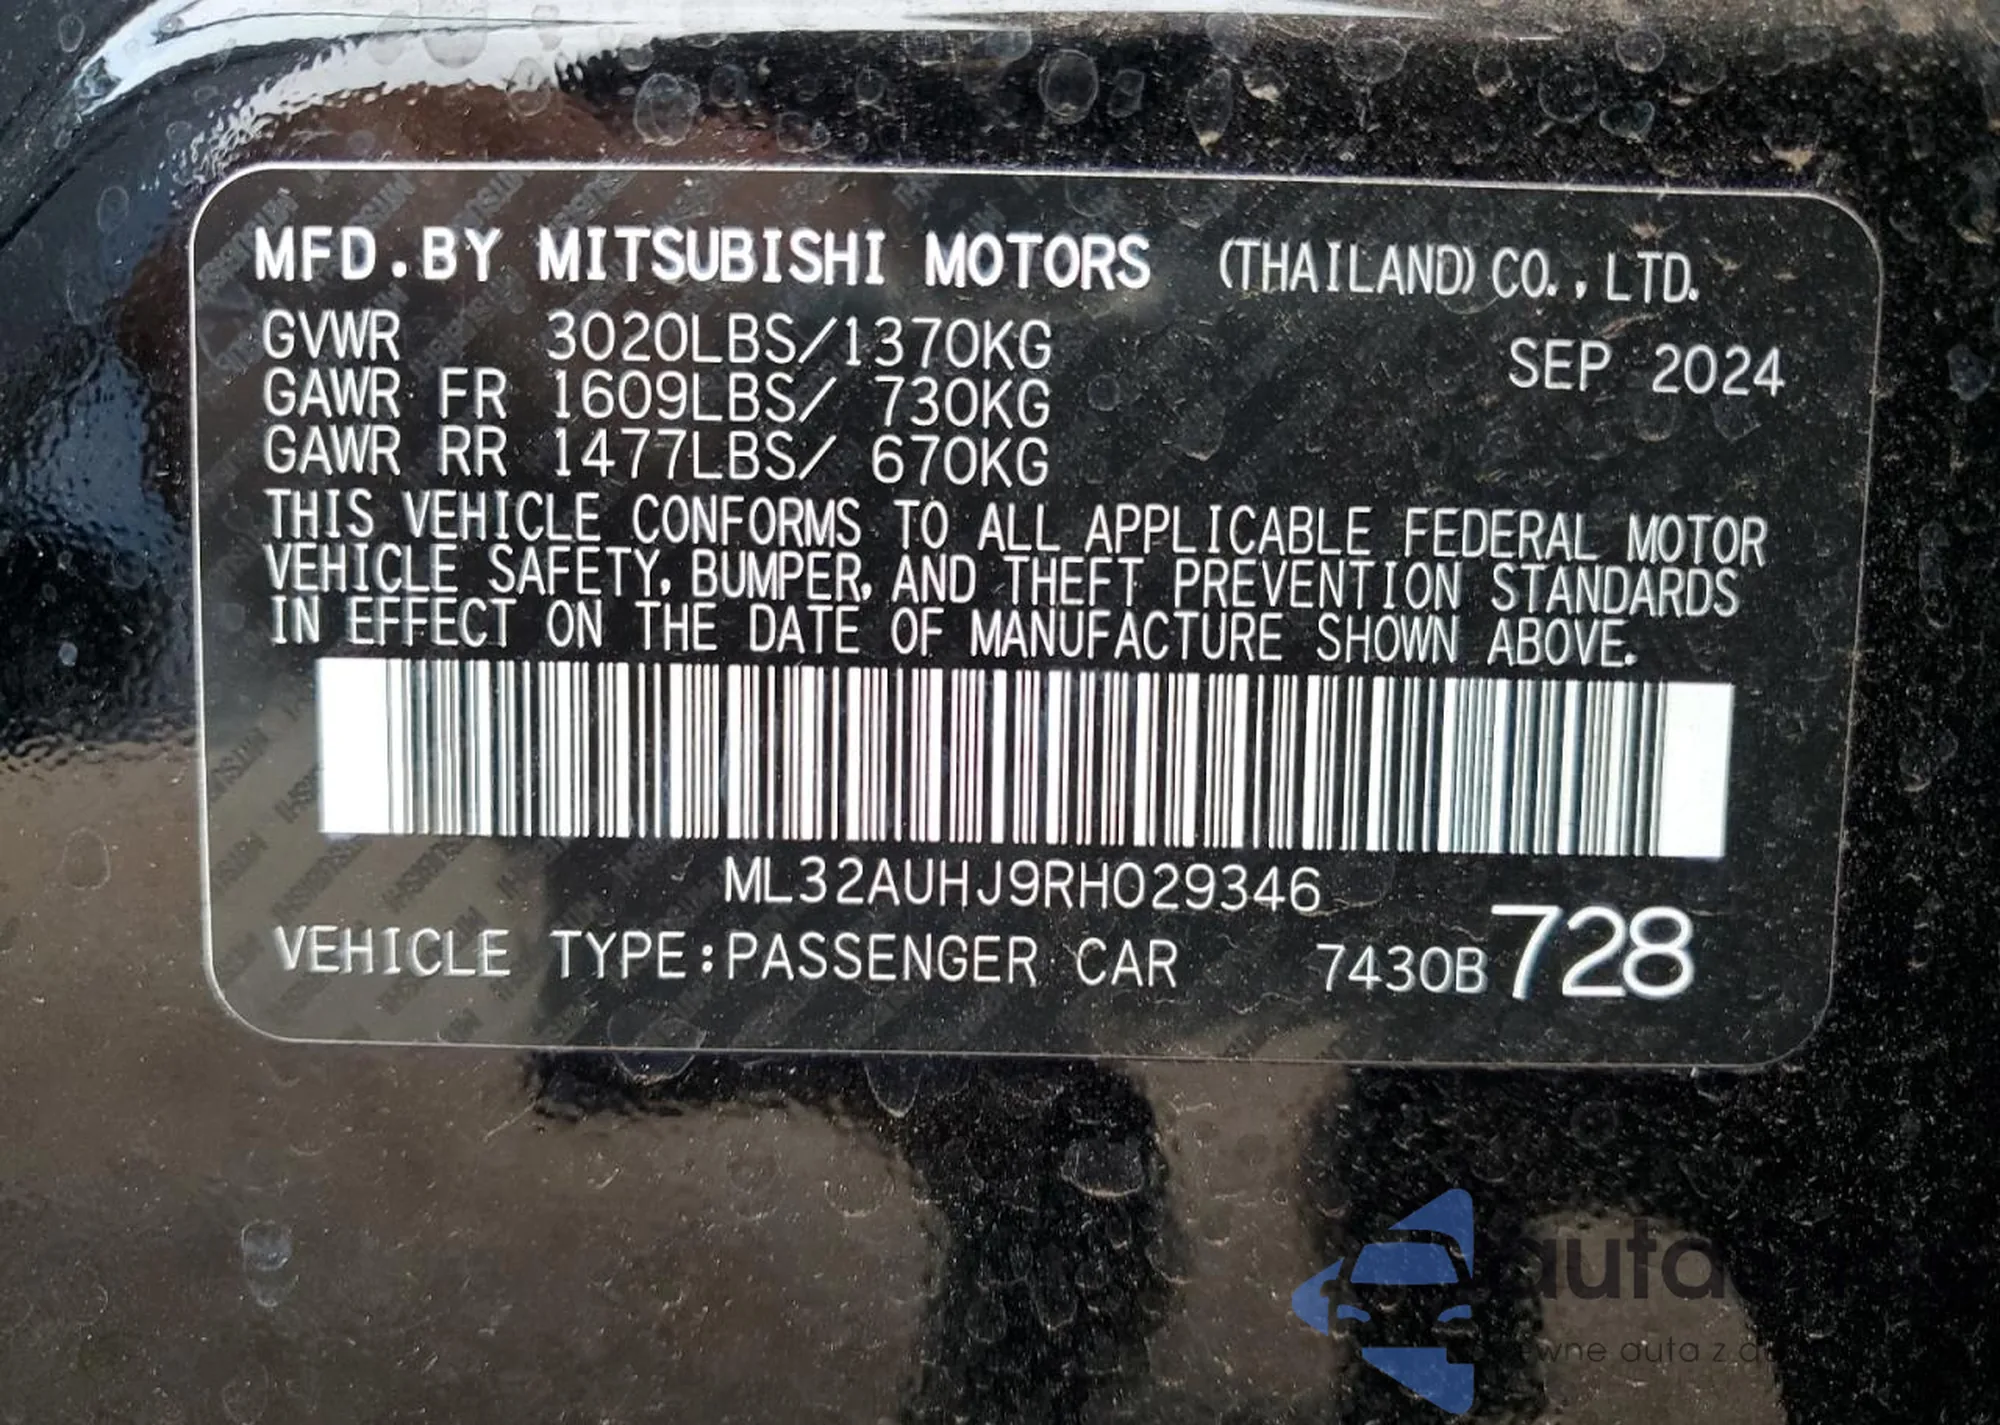 MFD.BY MITSUBISHI MOTORS (THAILAND) CO., LTD.
GVWR 3020LBS/1370KG SEP 2024
GAWR FR 1609LBS/ 730KG
GAWR RR 1477LBS/ 670KG
THIS VEHICLE CONFORMS TO ALL APPLICABLE FEDERAL MOTOR
VEHICLE SAFETY, BUMPER, AND THEFT PREVENTION STANDARDS
IN EFFECT ON THE DATE OF MANUFACTURE SHOWN ABOVE.
ML32AUHJ9RH029346
VEHICLE TYPE:PASSENGER CAR 7430B 728
auta z